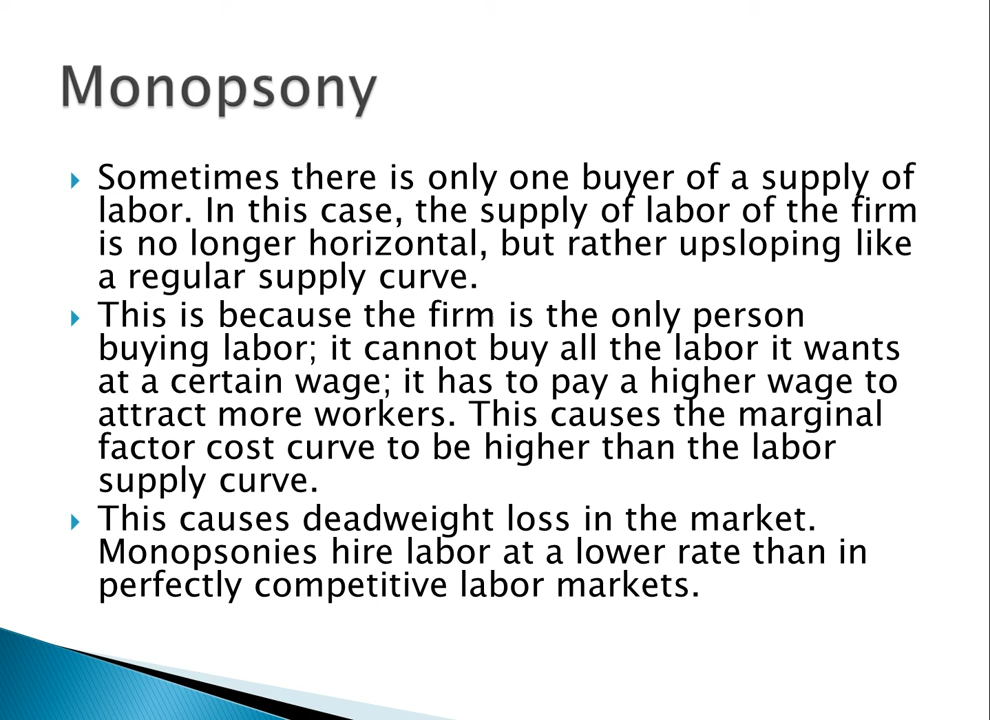 Monopsony
Sometimes there is only one buyer of a supply of
labor. In this case, the supply of labor of the firm
is no longer horizontal, but rather upsloping like
a regular supply curve.
This is because the firm is the only person
buying labor; it cannot buy all the labor it wants
at a certain wage; it has to pay a higher wage to
attract more workers. This causes the marginal
factor cost curve to be higher than the labor
supply curve.
This causes deadweight loss in the market.
Monopsonies hire labor at a lower rate than in
perfectly competitive labor markets.